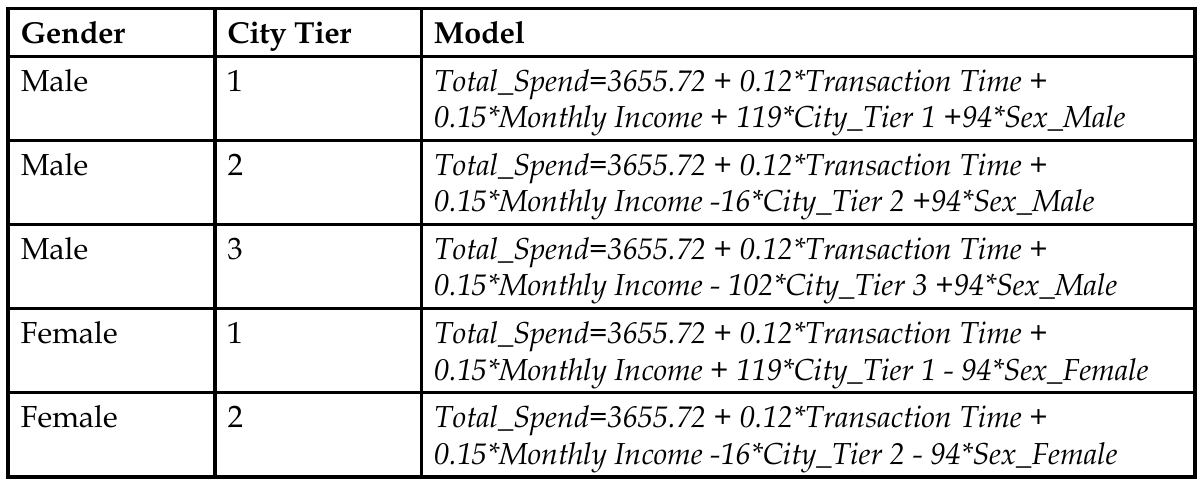 Gender City Tier Model
Male 1 Total_Spend=3655.72 + 0.12*Transaction Time +
0.15*Monthly Income + 119*City_Tier 1 +94*Sex_Male
Male 2 Total_Spend=3655.72 + 0.12*Transaction Time +
0.15*Monthly Income -16*City_Tier 2 +94*Sex_Male
Male 3 Total_Spend=3655.72 + 0.12*Transaction Time +
0.15*Monthly Income - 102*City_Tier 3 +94*Sex_Male
Female 1 Total_Spend=3655.72 + 0.12*Transaction Time +
0.15*Monthly Income + 119*City_Tier 1 - 94*Sex_Female
Female 2 Total_Spend=3655.72 + 0.12*Transaction Time +
0.15*Monthly Income -16*City_Tier 2 - 94*Sex_Female